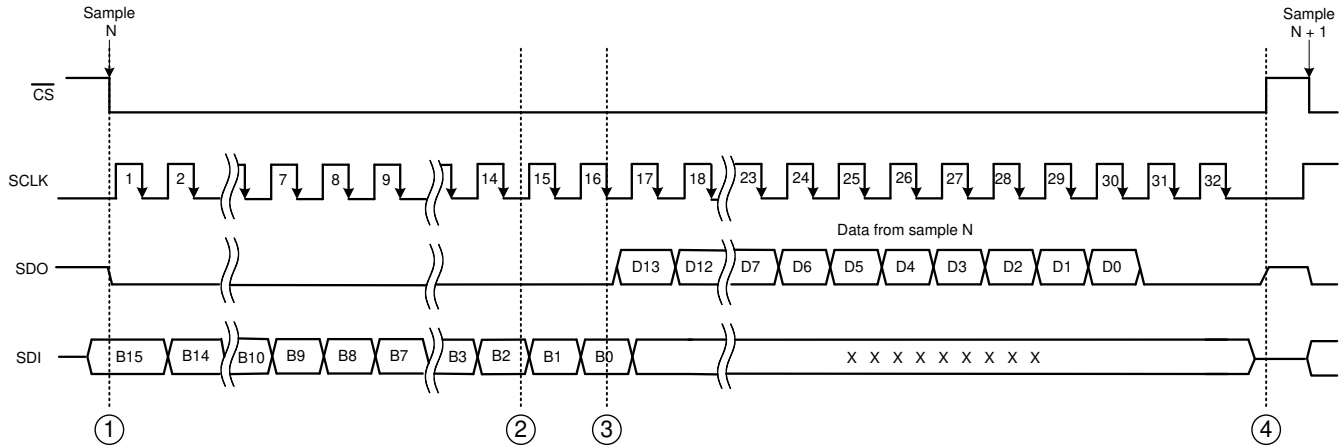 Sample
N
Sample
N + 1
CS
SCLK
1 2 7 8 9 14 15 16 17 18 23 24 25 26 27 28 29 30 31 32
Data from sample N
SDO
D13 D12 D7 D6 D5 D4 D3 D2 D1 D0
SDI
B15 B14 B10 B9 B8 B7 B3 B2 B1 B0 X X X X X X X X
1 2 3 4